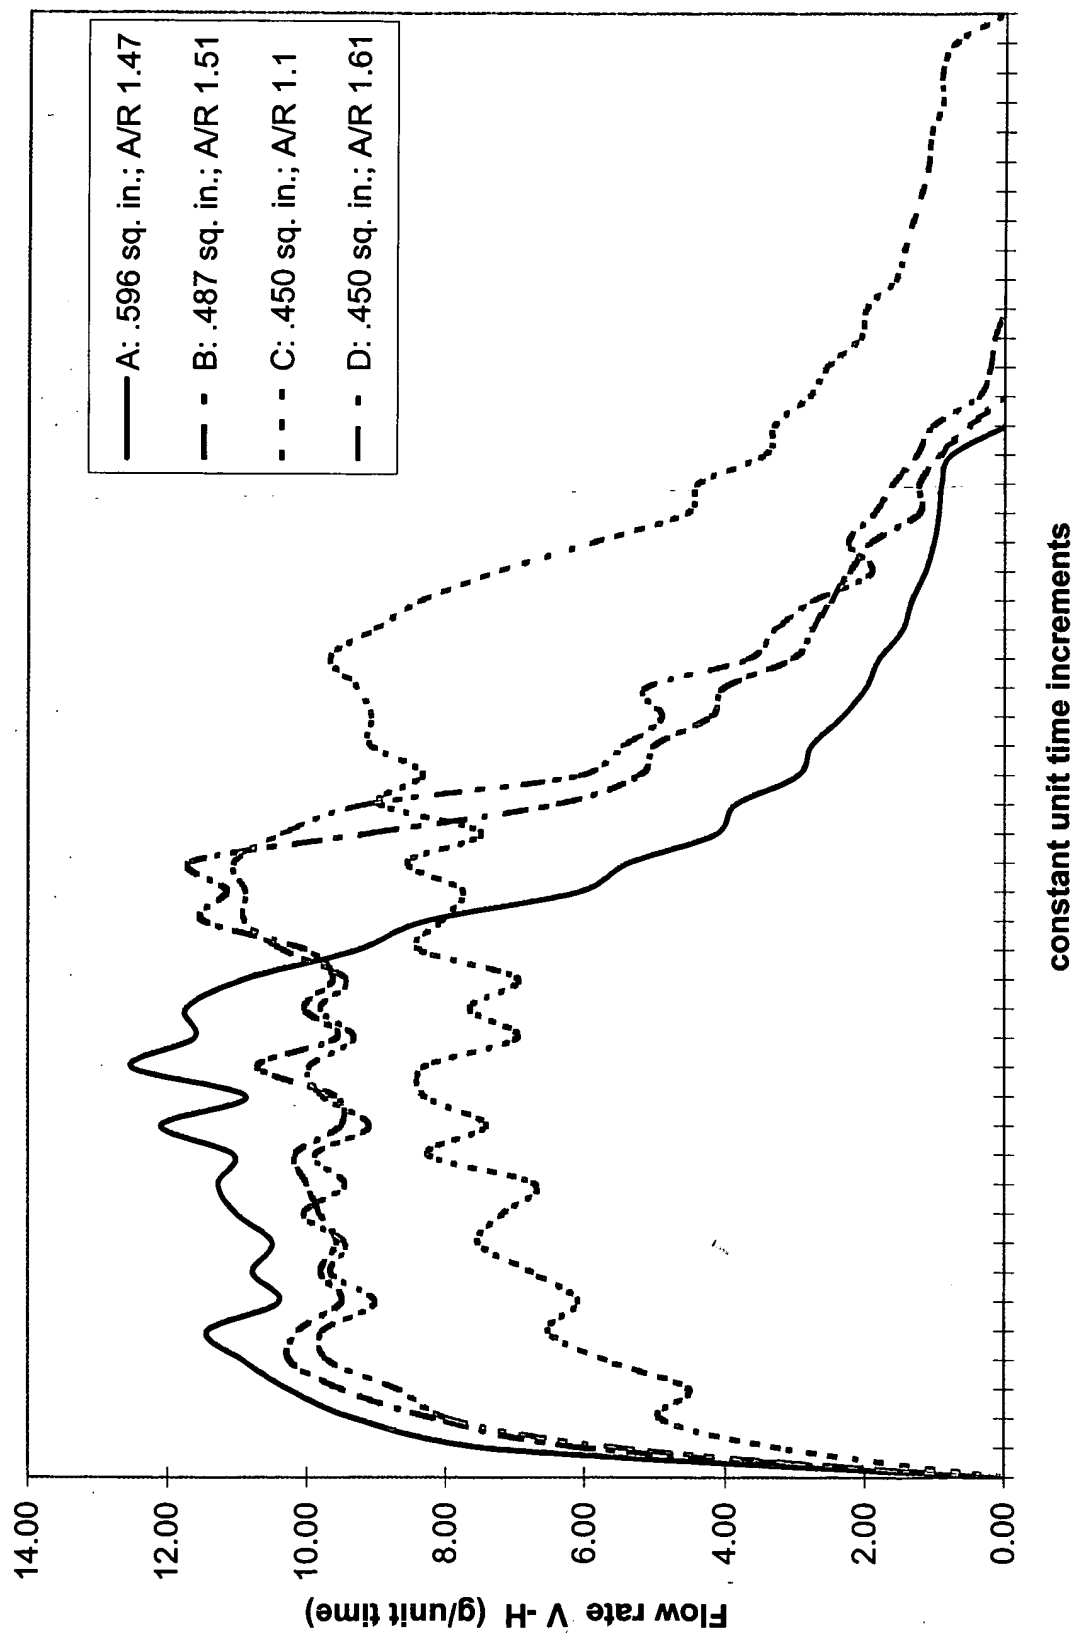 14.00
12.00
10.00
8.00
6.00
4.00
2.00
0.00
Flow rate V -H (g/unit time)
A: .596 sq. in.; A/R 1.47
B: .487 sq. in.; A/R 1.51
C: .450 sq. in.; A/R 1.1
D: .450 sq. in.; A/R 1.61
constant unit time increments